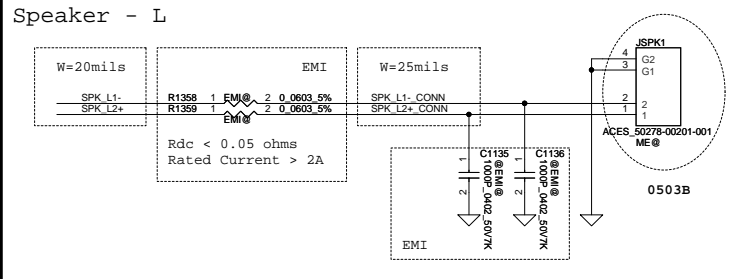 Speaker - L
W=20mils
EMI
W=25mils
JSPK1
4
G2
3
G1
SPK_L1-
R1358 1 EMI@ 2 0_0603_5%
SPK_L1-_CONN
2
2
SPK_L2+
R1359 1 EMI@ 2 0_0603_5%
SPK_L2+_CONN
1
1
ACES_50278-00201-001
ME@
Rdc < 0.05 ohms
Rated Current > 2A
0503B
1
2
C1135
@EMI@
1000P_0402_50V7K
1
2
C1136
@EMI@
1000P_0402_50V7K
EMI